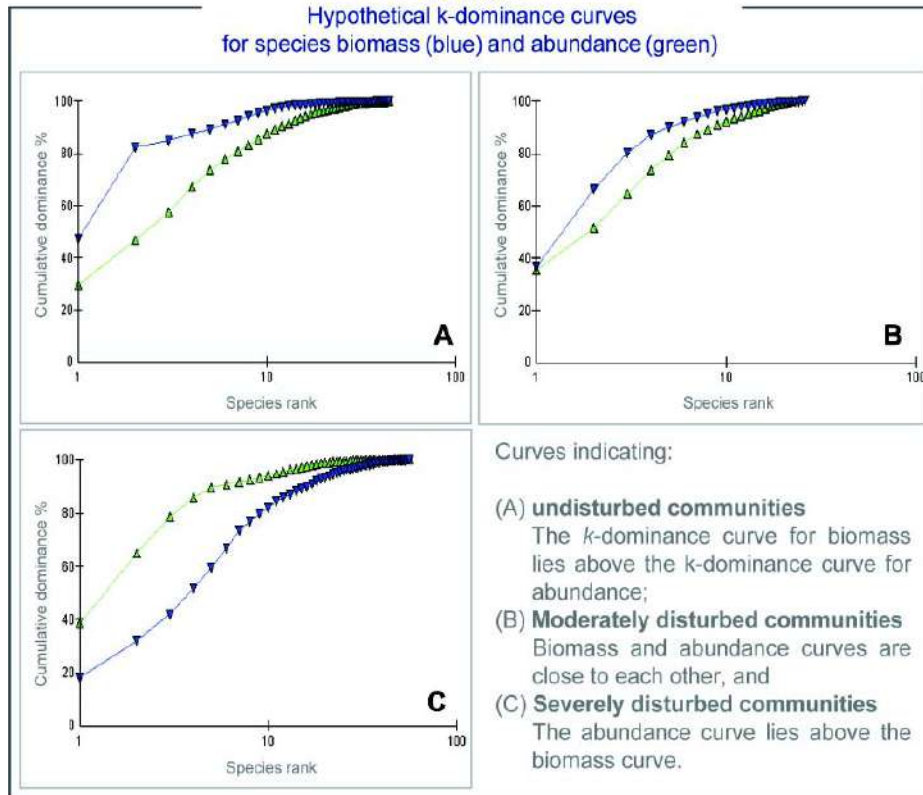 Hypothetical k-dominance curves
for species biomass (blue) and abundance (green)
100
80
60
40
20
0
Cumulative dominance %
1
10
100
Species rank
A
100
80
60
40
20
0
Cumulative dominance %
1
10
100
Species rank
B
100
80
60
40
20
0
Cumulative dominance %
1
10
100
Species rank
C
Curves indicating:
(A) undisturbed communities
The k-dominance curve for biomass
lies above the k-dominance curve for
abundance;
(B) Moderately disturbed communities
Biomass and abundance curves are
close to each other, and
(C) Severely disturbed communities
The abundance curve lies above the
biomass curve.